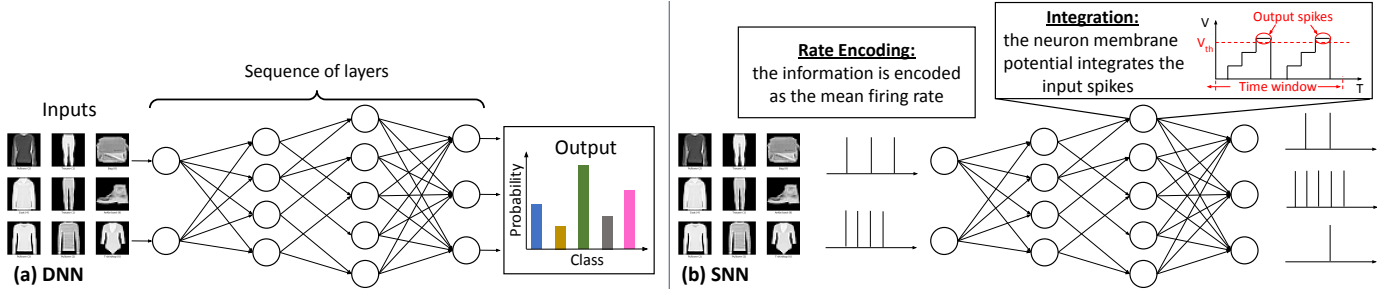 Sequence of layers
Inputs
Output
Probability
Class
(a) DNN
Rate Encoding:
the information is encoded
as the mean firing rate
Integration:
the neuron membrane
potential integrates the
input spikes
V
Output spikes
V_th
Time window
T
(b) SNN